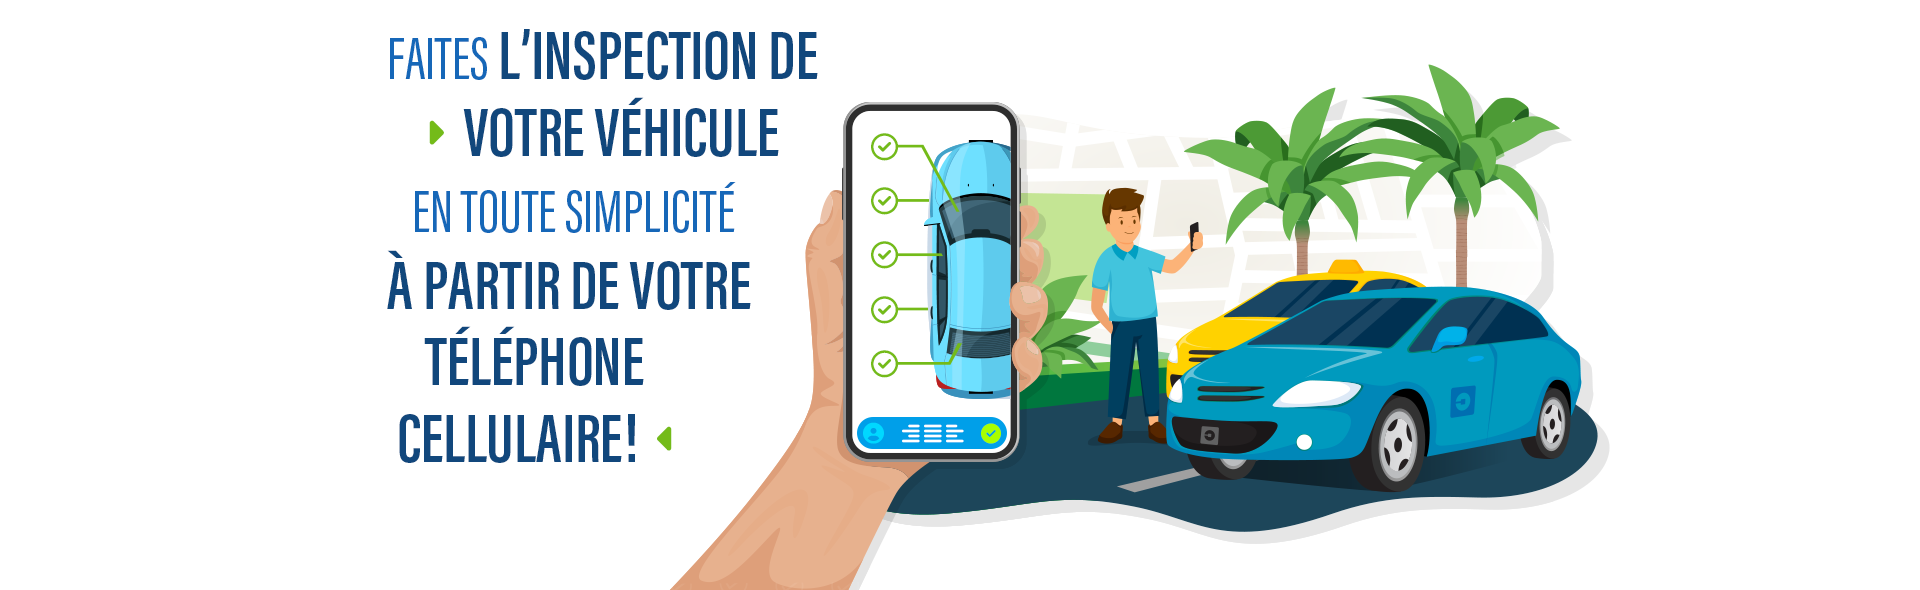 FAITES L'INSPECTION DE
VOTRE VÉHICULE
EN TOUTE SIMPLICITÉ
À PARTIR DE VOTRE
TÉLÉPHONE
CELLULAIRE!